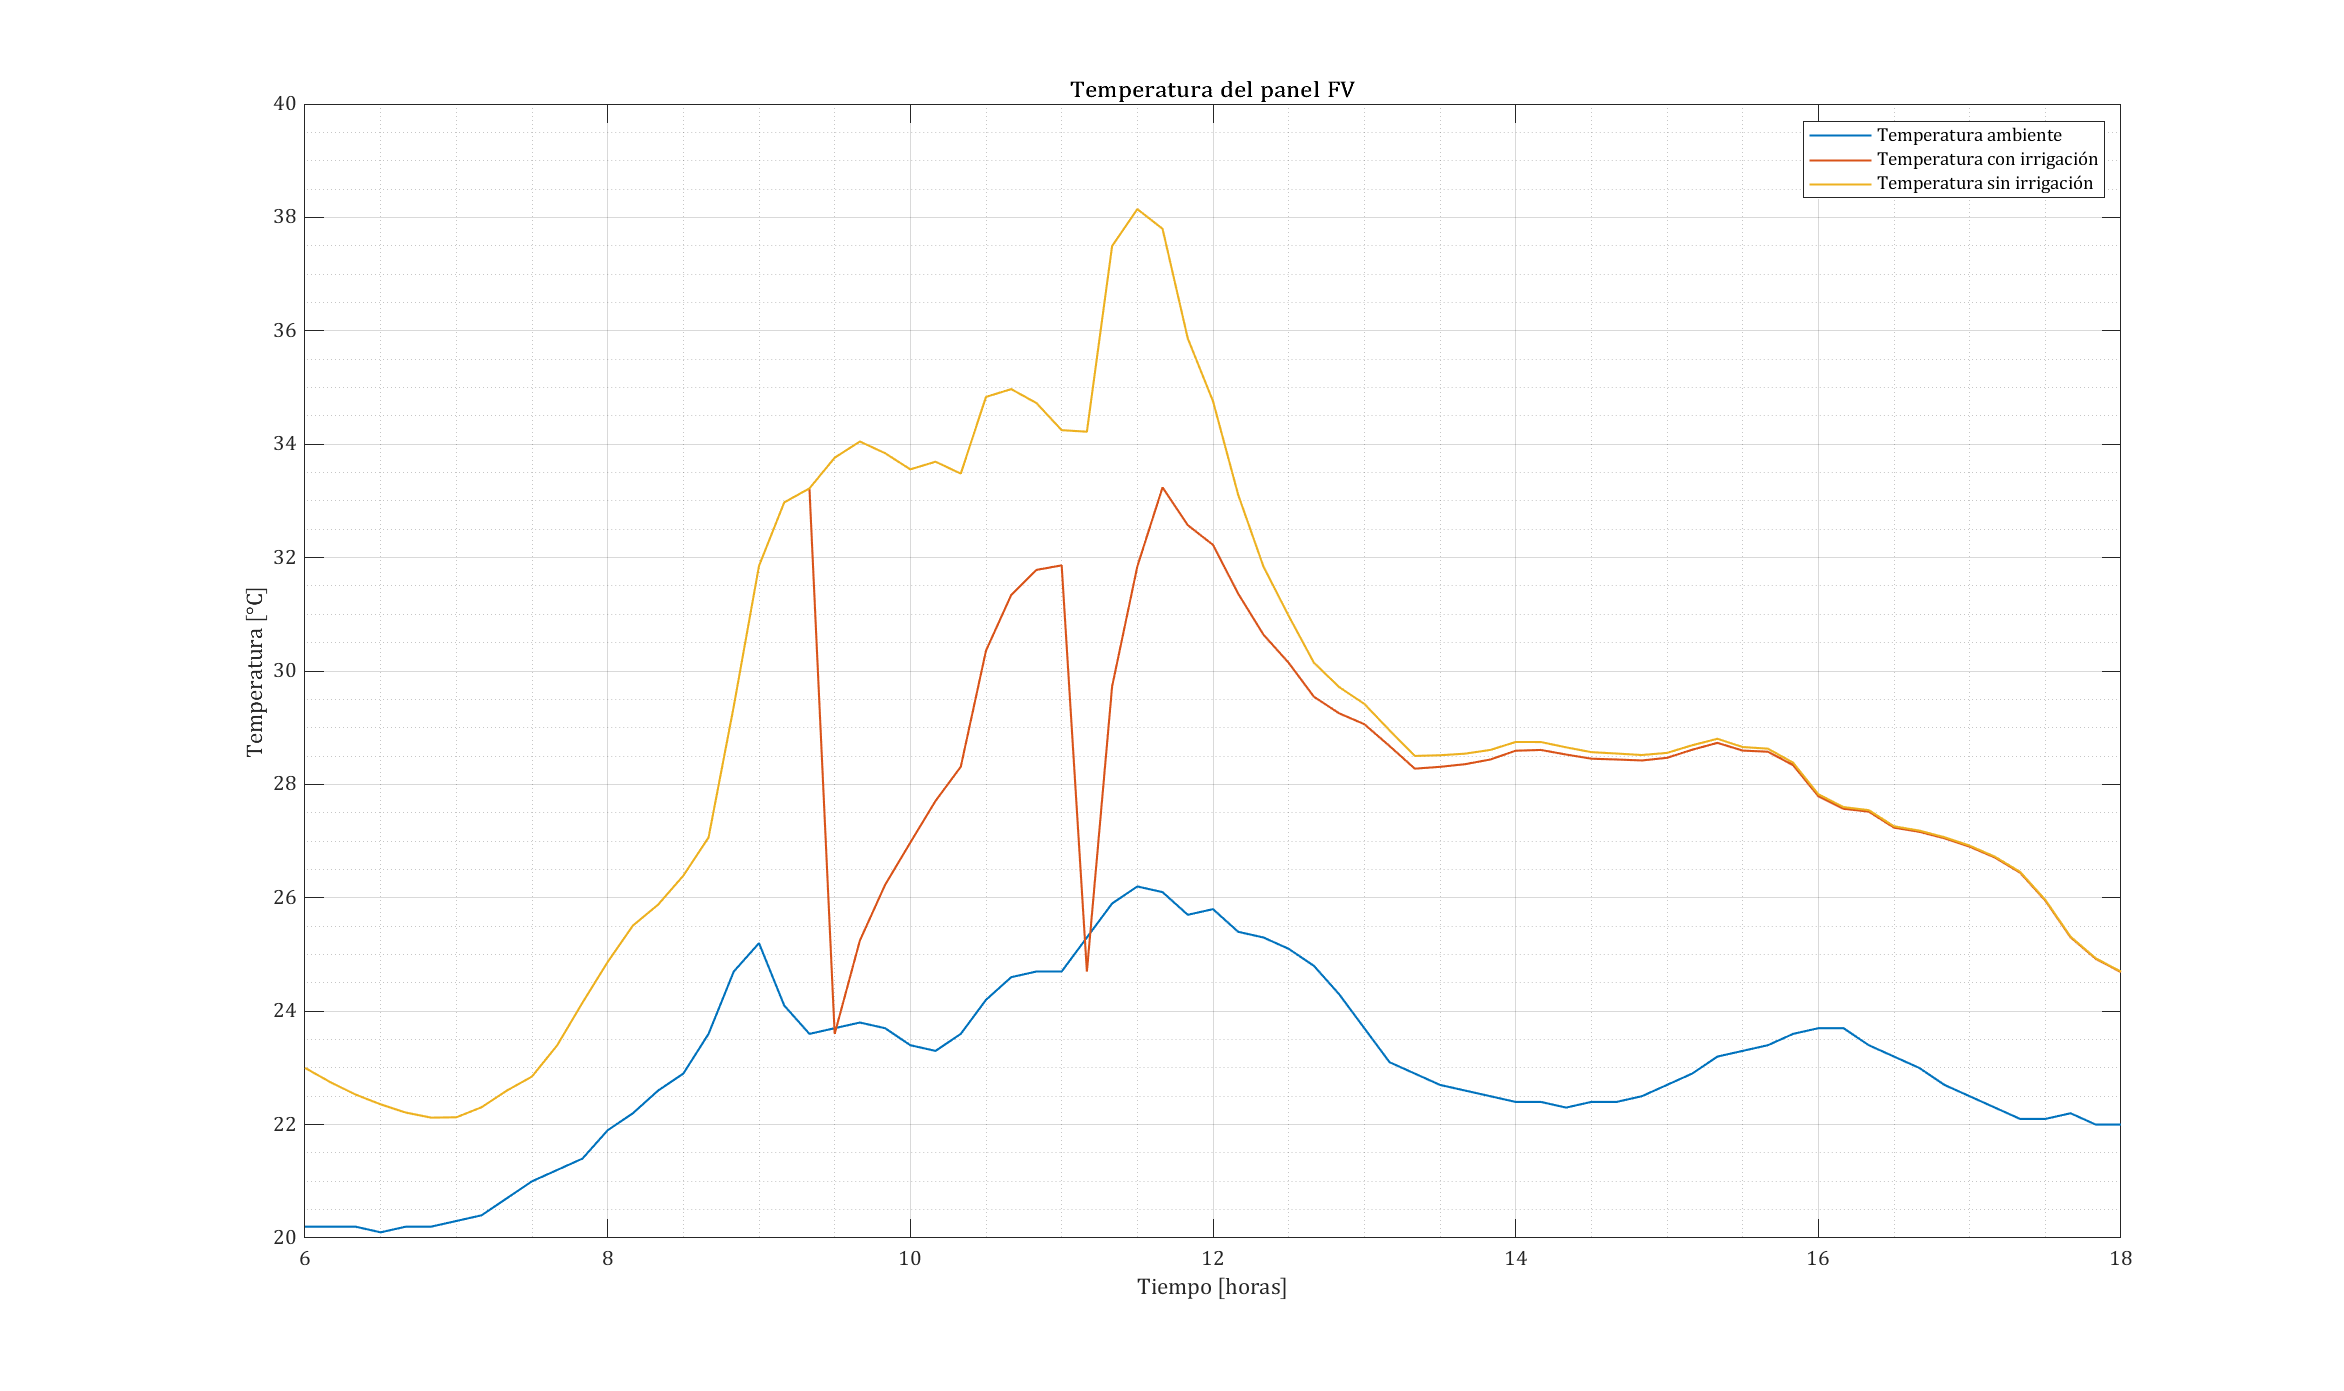 Temperatura del panel FV
40
38
36
34
32
30
28
26
24
22
20
Temperatura [°C]
Temperatura ambiente
Temperatura con irrigación
Temperatura sin irrigación
6 8 10 12 14 16 18
Tiempo [horas]